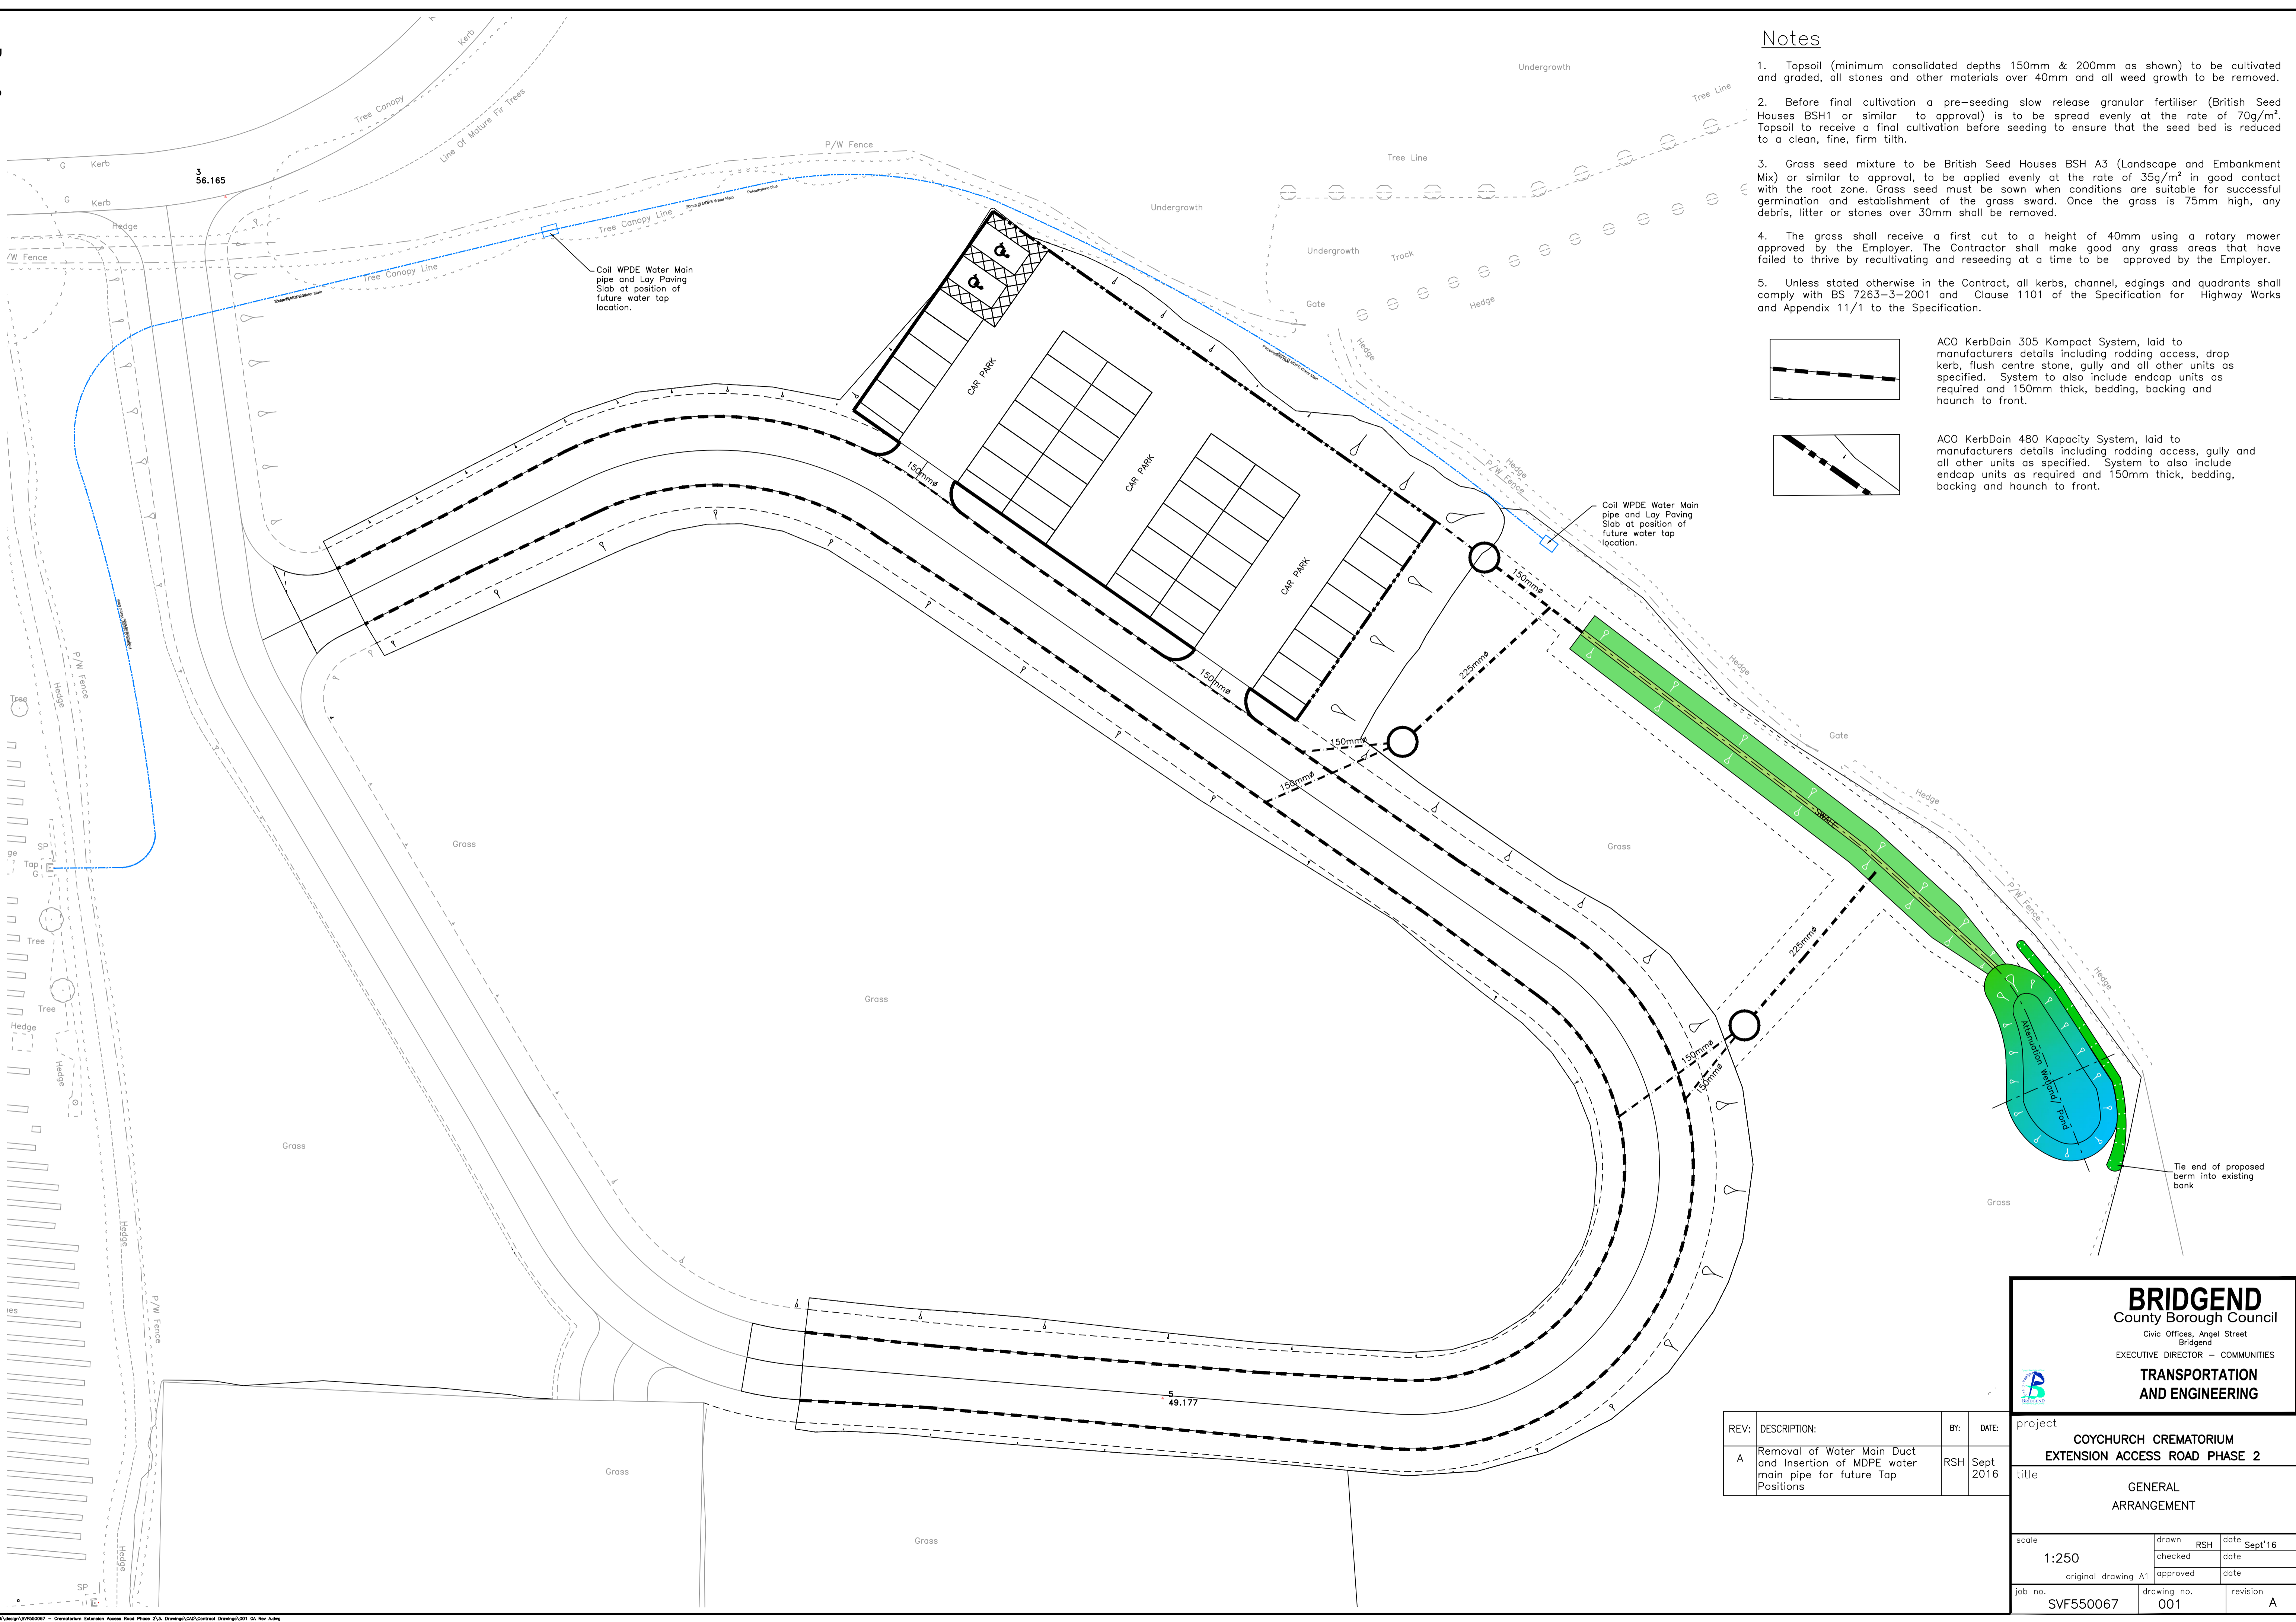 Notes
1. Topsoil (minimum consolidated depths 150mm & 200mm as shown) to be cultivated
and graded, all stones and other materials over 40mm and all weed growth to be removed.
2. Before final cultivation a pre-seeding slow release granular fertiliser (British Seed
Houses BSH1 or similar to approval) is to be spread evenly at the rate of 70g/m².
Topsoil to receive a final cultivation before seeding to ensure that the seed bed is reduced
to a clean, fine, firm tilth.
3. Grass seed mixture to be British Seed Houses BSH A3 (Landscape and Embankment
Mix) or similar to approval, to be applied evenly at the rate of 35g/m² in good contact
with the root zone. Grass seed must be sown when conditions are suitable for successful
germination and establishment of the grass sward. Once the grass is 75mm high, any
debris, litter or stones over 30mm shall be removed.
4. The grass shall receive a first cut to a height of 40mm using a rotary mower
approved by the Employer. The Contractor shall make good any grass areas that have
failed to thrive by recultivating and reseeding at a time to be approved by the Employer.
5. Unless stated otherwise in the Contract, all kerbs, channel, edgings and quadrants shall
comply with BS 7263-3-2001 and Clause 1101 of the Specification for Highway Works
and Appendix 11/1 to the Specification.
ACO KerbDain 305 Kompact System, laid to
manufacturers details including rodding access, drop
kerb, flush centre stone, gully and all other units as
specified. System to also include endcap units as
required and 150mm thick, bedding, backing and
haunch to front.
ACO KerbDain 480 Kapacity System, laid to
manufacturers details including rodding access, gully and
all other units as specified. System to also include
endcap units as required and 150mm thick, bedding,
backing and haunch to front.
Kerb
Tree Canopy
Line Of Mature Fir Trees
G
Kerb
3
56.165
G
Kerb
Hedge
/W Fence
P/W Fence
Tree Canopy Line
Tree Canopy Line
Polyethylene blue
Undergrowth
Tree Line
Tree Line
Undergrowth
Undergrowth
Track
Gate
Hedge
Hedge
Coil WPDE Water Main
pipe and Lay Paving
Slab at position of
future water tap
location.
CAR PARK
CAR PARK
CAR PARK
150mmø
150mmø
Hedge
P/W Fence
Coil WPDE Water Main
pipe and Lay Paving
Slab at position of
future water tap
location.
150mmø
225mmø
150mmø
150mmø
Hedge
Gate
Hedge
SWALE
P/W Fence
Hedge
225mmø
150mmø
150mmø
Attenuation Wetland/ Pond
Tie end of proposed
berm into existing
bank
Grass
Grass
Grass
Grass
Grass
Grass
Grass
5
49.177
P/W Fence
Hedge
Tree
SP
ge
Tap
G
E
Tree
Tree
Hedge
Hedge
Hedge
P/W Fence
Hedge
SP
E
REV: DESCRIPTION: BY: DATE:
A Removal of Water Main Duct
and Insertion of MDPE water RSH Sept
main pipe for future Tap 2016
Positions
BRIDGEND
County Borough Council
Civic Offices, Angel Street
Bridgend
EXECUTIVE DIRECTOR - COMMUNITIES
TRANSPORTATION
AND ENGINEERING
BRIDGEND
project
COYCHURCH CREMATORIUM
EXTENSION ACCESS ROAD PHASE 2
title
GENERAL
ARRANGEMENT
scale
1:250
original drawing A1
drawn RSH date Sept'16
checked date
approved date
job no. SVF550067
drawing no. 001
revision A
\design\SVF550067 - Crematorium Extension Access Road Phase 2\3. Drawings\CAD\Contract Drawings\001 GA Rev A.dwg